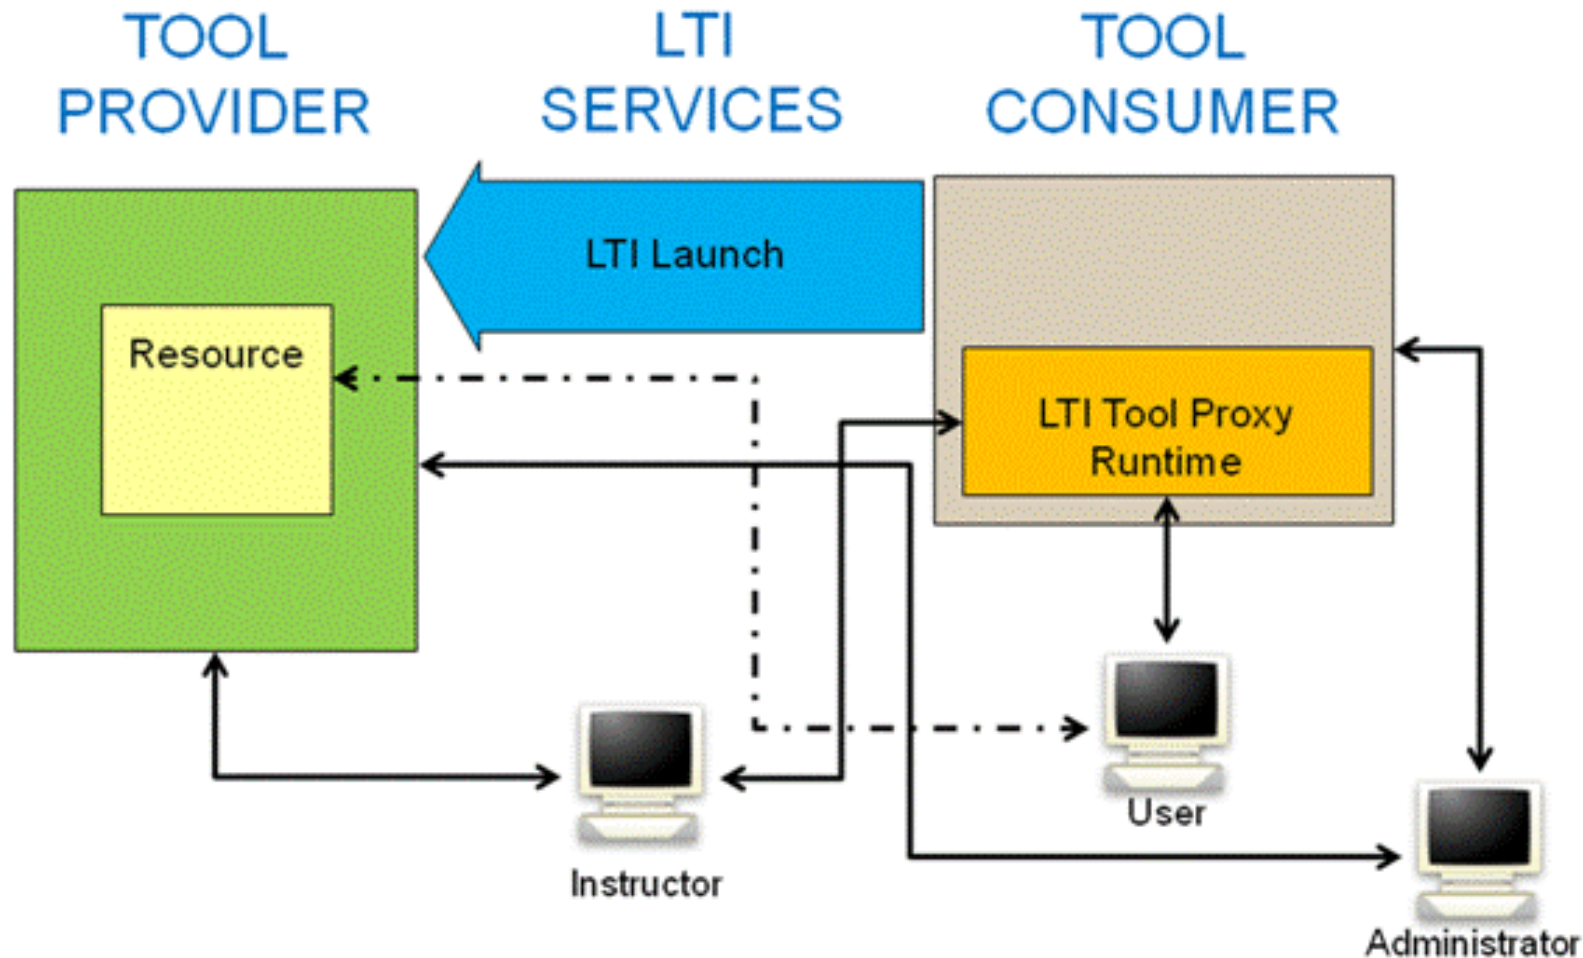 TOOL
PROVIDER
LTI
SERVICES
TOOL
CONSUMER
LTI Launch
Resource
LTI Tool Proxy
Runtime
User
Instructor
Administrator